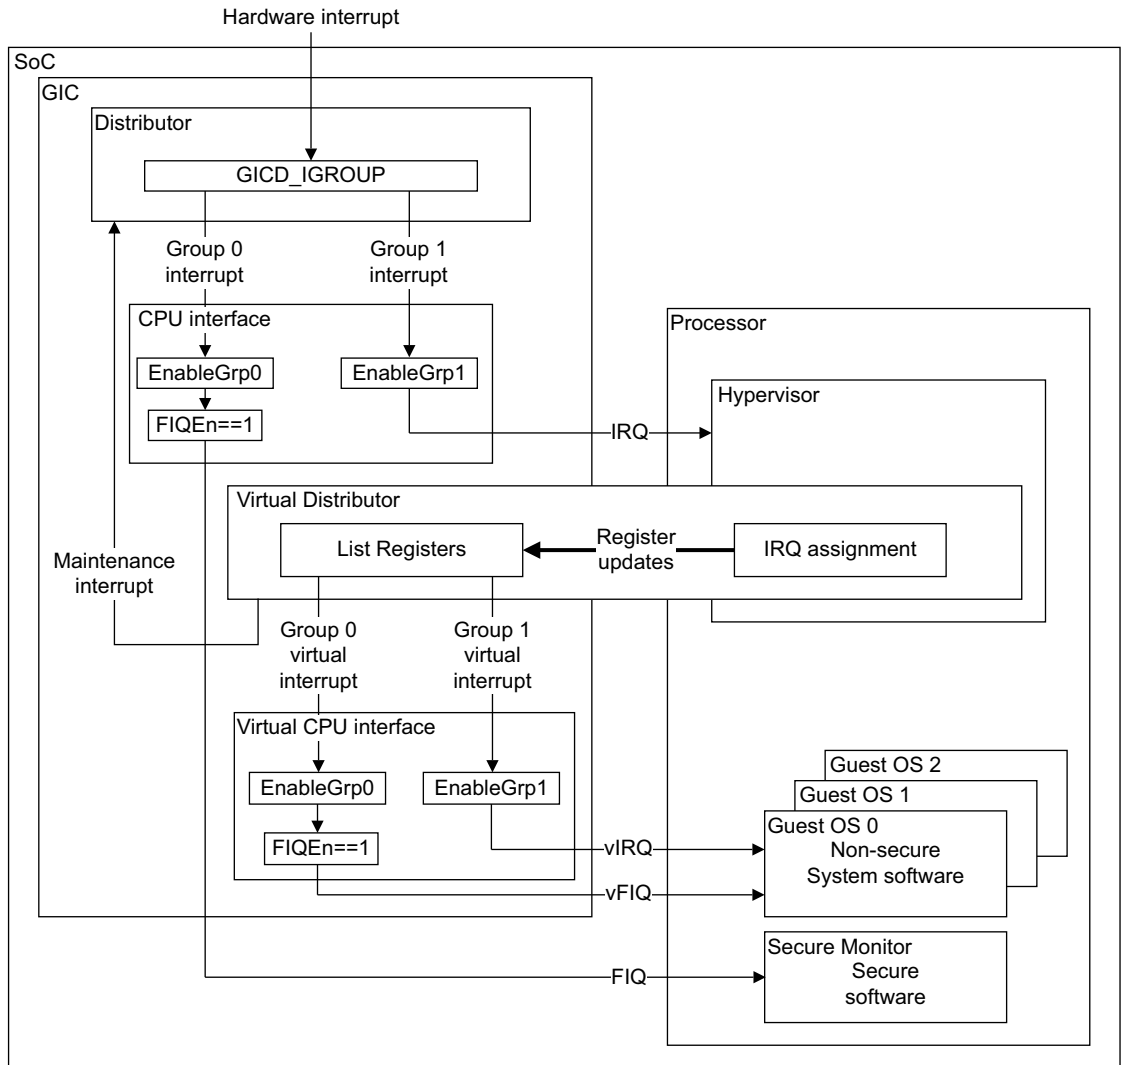 Hardware interrupt
SoC
GIC
Distributor
GICD_IGROUP
Group 0
interrupt
Group 1
interrupt
CPU interface
EnableGrp0
EnableGrp1
FIQEn==1
Processor
Hypervisor
IRQ
Virtual Distributor
List Registers
Register
updates
IRQ assignment
Maintenance
interrupt
Group 0
virtual
interrupt
Group 1
virtual
interrupt
Virtual CPU interface
EnableGrp0
EnableGrp1
FIQEn==1
Guest OS 2
Guest OS 1
Guest OS 0
Non-secure
System software
vIRQ
vFIQ
Secure Monitor
Secure
software
FIQ